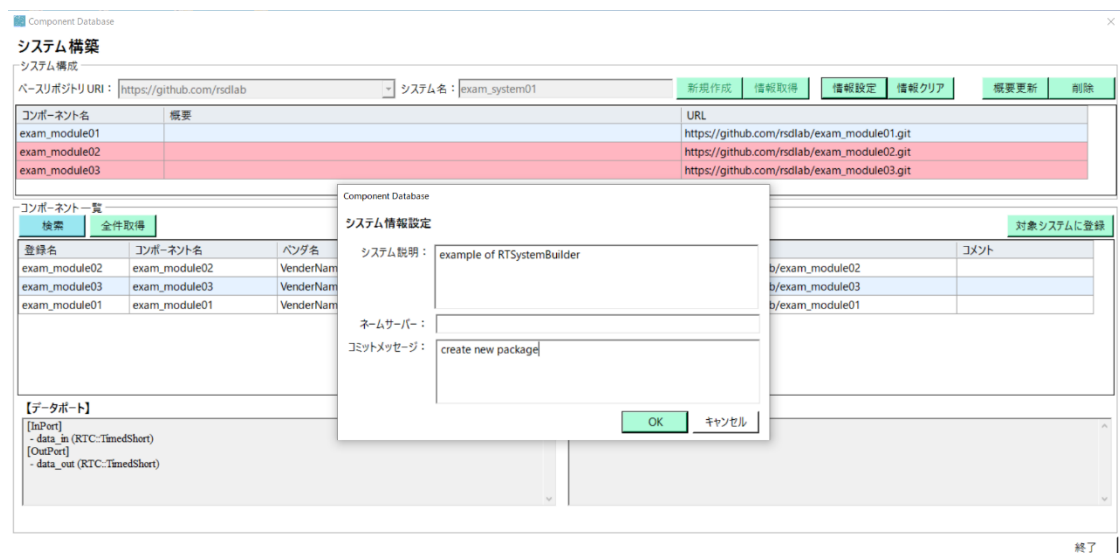 Component Database
システム構築
システム構成
ベースリポジトリ URI： https://github.com/rsdlab システム名： exam_system01 新規作成 情報取得 情報設定 情報クリア 概要更新 削除
コンポーネント名 概要 URL
exam_module01 https://github.com/rsdlab/exam_module01.git
exam_module02 https://github.com/rsdlab/exam_module02.git
exam_module03 https://github.com/rsdlab/exam_module03.git
Component Database
システム情報設定
システム説明： example of RTSystemBuilder
ネームサーバー：
コミットメッセージ： create new package
OK キャンセル
コンポーネント一覧
検索 全件取得 対象システムに登録
登録名 コンポーネント名 ベンダ名 コメント
exam_module02 exam_module02 VenderNam b/exam_module02
exam_module03 exam_module03 VenderNam b/exam_module03
exam_module01 exam_module01 VenderNam b/exam_module01
【データポート】
[InPort]
- data_in (RTC::TimedShort)
[OutPort]
- data_out (RTC::TimedShort)
終了